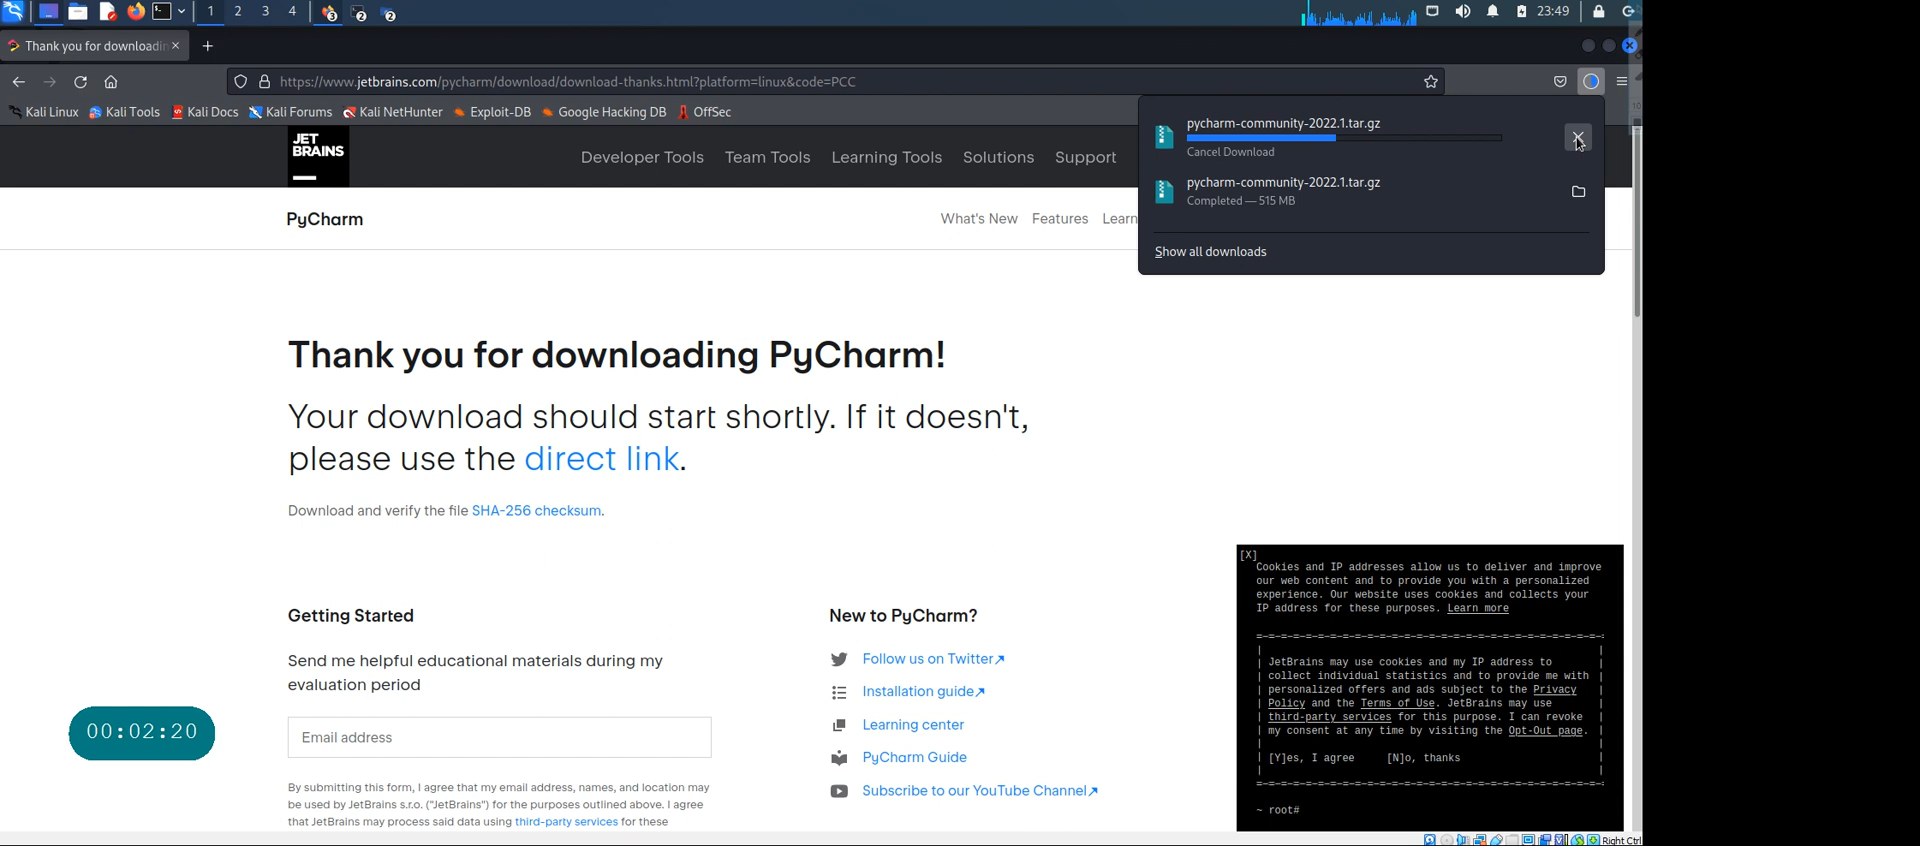 1 2 3 4 3 2 2 23:49
Thank you for downloadin
https://www.jetbrains.com/pycharm/download/download-thanks.html?platform=linux&code=PCC
Kali Linux Kali Tools Kali Docs Kali Forums Kali NetHunter Exploit-DB Google Hacking DB OffSec
pycharm-community-2022.1.tar.gz
Cancel Download
pycharm-community-2022.1.tar.gz
Completed — 515 MB
Show all downloads
JET
BRAINS
Developer Tools Team Tools Learning Tools Solutions Support
PyCharm What's New Features Learn
Thank you for downloading PyCharm!
Your download should start shortly. If it doesn't,
please use the direct link.
Download and verify the file SHA-256 checksum.
Getting Started
Send me helpful educational materials during my
evaluation period
Email address
By submitting this form, I agree that my email address, names, and location may
be used by JetBrains s.r.o. ("JetBrains") for the purposes outlined above. I agree
that JetBrains may process said data using third-party services for these
00:02:20
New to PyCharm?
Follow us on Twitter↗
Installation guide↗
Learning center
PyCharm Guide
Subscribe to our YouTube Channel↗
[X]
Cookies and IP addresses allow us to deliver and improve
our web content and to provide you with a personalized
experience. Our website uses cookies and collects your
IP address for these purposes. Learn more
JetBrains may use cookies and my IP address to
collect individual statistics and to provide me with
personalized offers and ads subject to the Privacy
Policy and the Terms of Use. JetBrains may use
third-party services for this purpose. I can revoke
my consent at any time by visiting the Opt-Out page.
[Y]es, I agree [N]o, thanks
~ root#
Right Ctrl